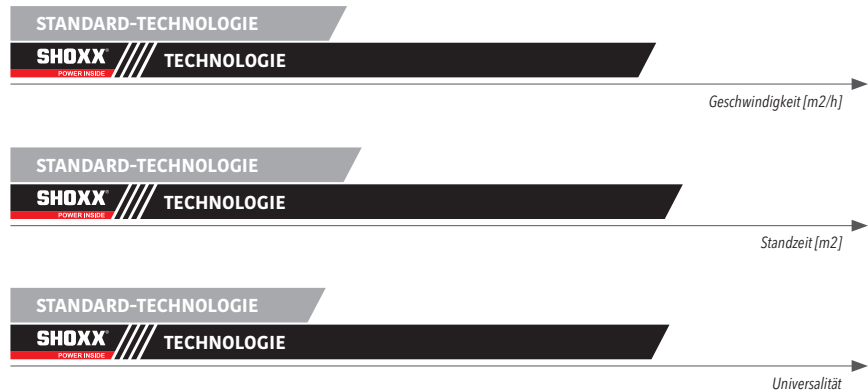 STANDARD-TECHNOLOGIE
SHOXX® TECHNOLOGIE
POWER INSIDE
Geschwindigkeit [m2/h]
STANDARD-TECHNOLOGIE
SHOXX® TECHNOLOGIE
POWER INSIDE
Standzeit [m2]
STANDARD-TECHNOLOGIE
SHOXX® TECHNOLOGIE
POWER INSIDE
Universalität